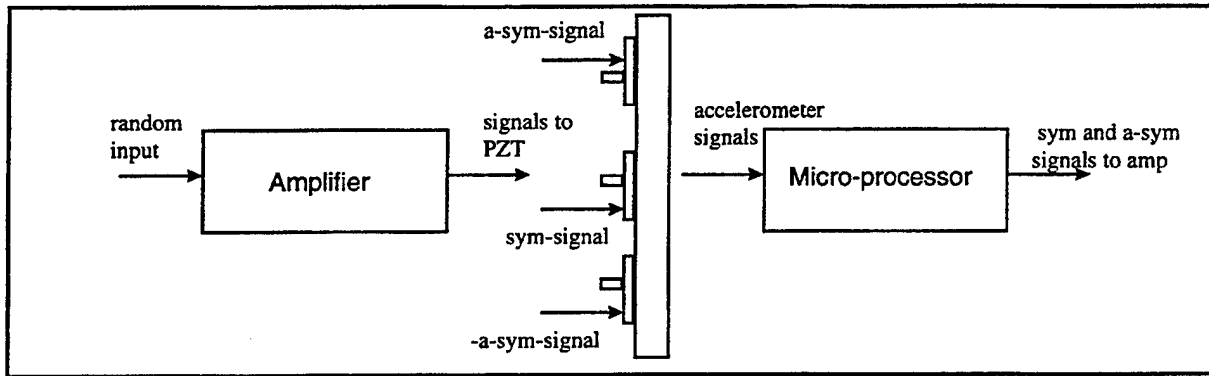 a-sym-signal
random
input
Amplifier
signals to
PZT
sym-signal
-a-sym-signal
accelerometer
signals
Micro-processor
sym and a-sym
signals to amp